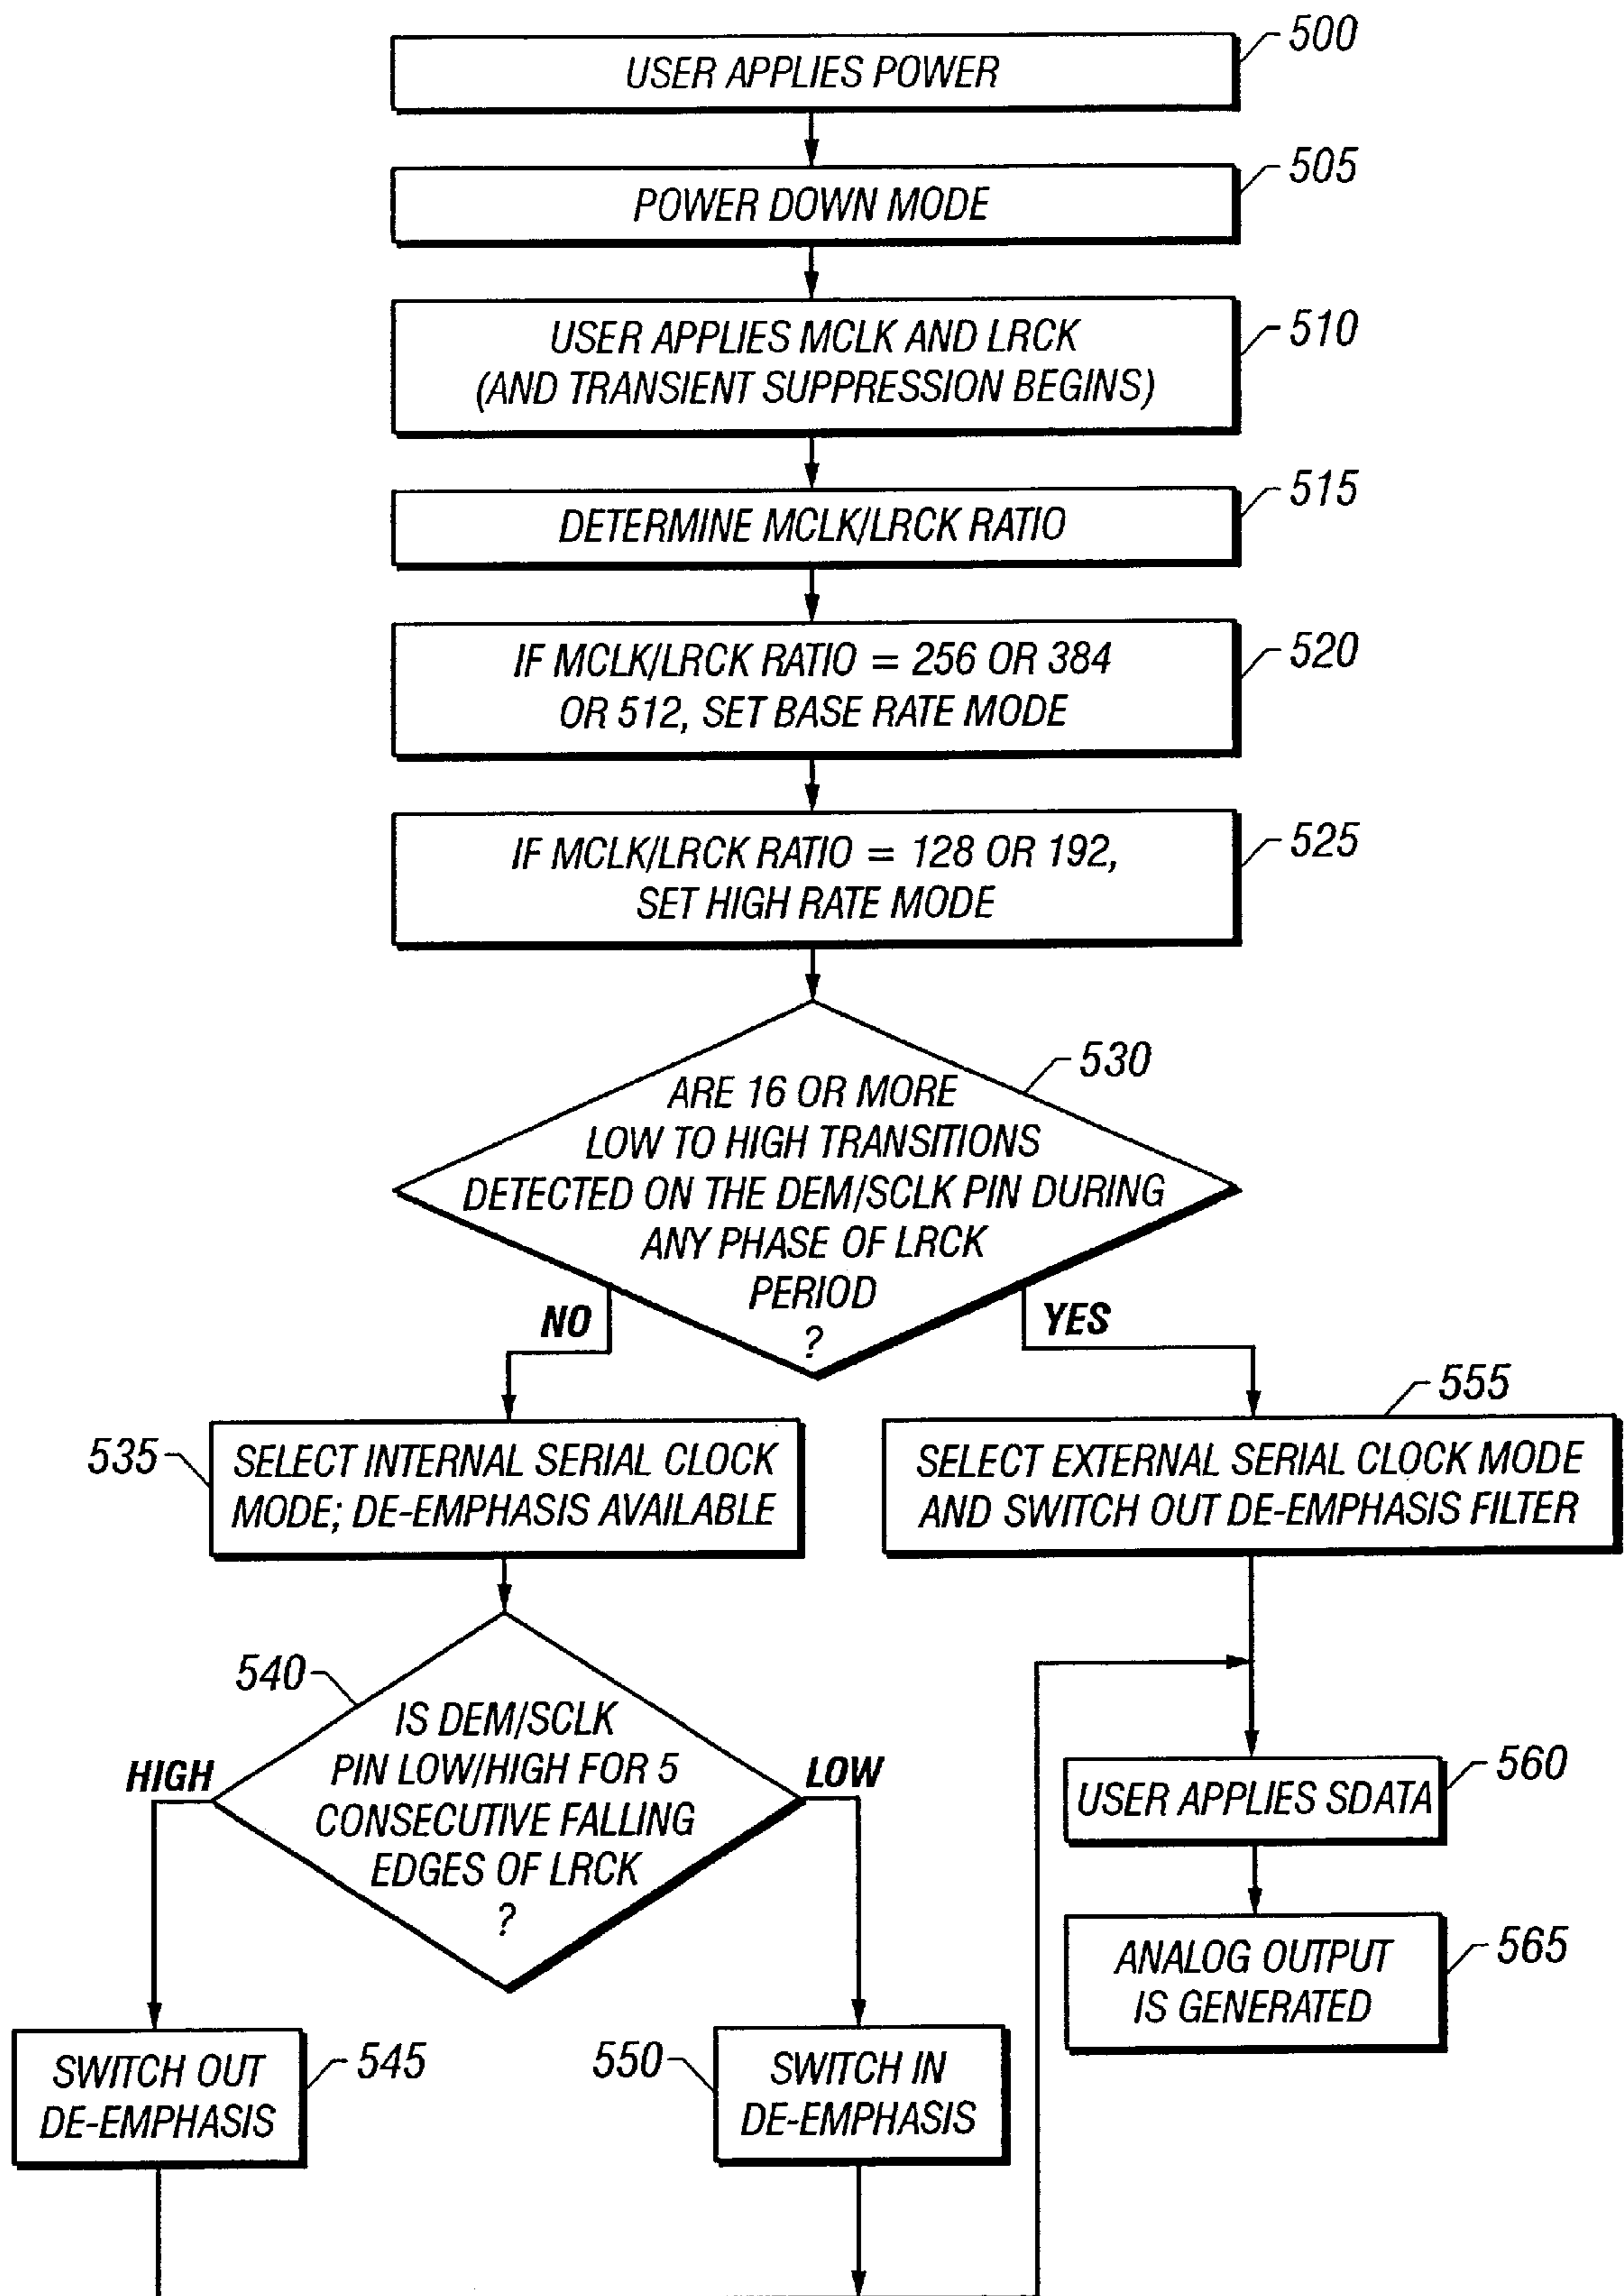 500
USER APPLIES POWER
505
POWER DOWN MODE
510
USER APPLIES MCLK AND LRCK
(AND TRANSIENT SUPPRESSION BEGINS)
515
DETERMINE MCLK/LRCK RATIO
520
IF MCLK/LRCK RATIO = 256 OR 384
OR 512, SET BASE RATE MODE
525
IF MCLK/LRCK RATIO = 128 OR 192,
SET HIGH RATE MODE
530
ARE 16 OR MORE
LOW TO HIGH TRANSITIONS
DETECTED ON THE DEM/SCLK PIN DURING
ANY PHASE OF LRCK
PERIOD
?
NO
YES
535
SELECT INTERNAL SERIAL CLOCK
MODE; DE-EMPHASIS AVAILABLE
555
SELECT EXTERNAL SERIAL CLOCK MODE
AND SWITCH OUT DE-EMPHASIS FILTER
540
IS DEM/SCLK
PIN LOW/HIGH FOR 5
CONSECUTIVE FALLING
EDGES OF LRCK
?
HIGH
LOW
560
USER APPLIES SDATA
565
ANALOG OUTPUT
IS GENERATED
545
SWITCH OUT
DE-EMPHASIS
550
SWITCH IN
DE-EMPHASIS